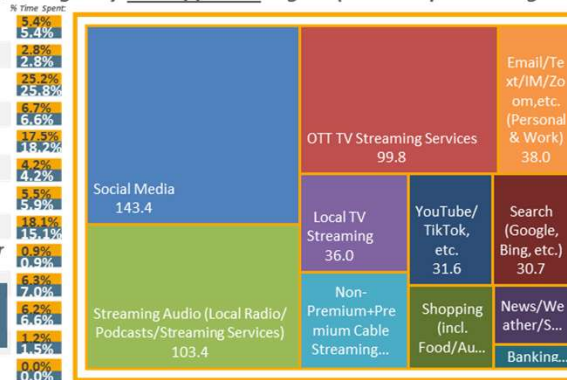 % Time Spent:
5.4%
5.4%
2.8%
2.8%
25.2%
25.8%
6.7%
6.6%
17.5%
18.2%
4.2%
4.2%
5.5%
5.9%
18.1%
15.1%
0.9%
0.9%
6.3%
7.0%
6.2%
6.6%
1.2%
1.5%
0.0%
0.0%
Social Media
143.4
Streaming Audio (Local Radio/
Podcasts/Streaming Services)
103.4
OTT TV Streaming Services
99.8
Email/Te
xt/IM/Zo
om,etc.
(Personal
& Work)
38.0
Local TV
Streaming
36.0
YouTube/
TikTok,
etc.
31.6
Search
(Google,
Bing, etc.)
30.7
Non-
Premium+Pre
mium Cable
Streaming...
Shopping
(incl.
Food/Au...
News/We
ather/S...
Banking...